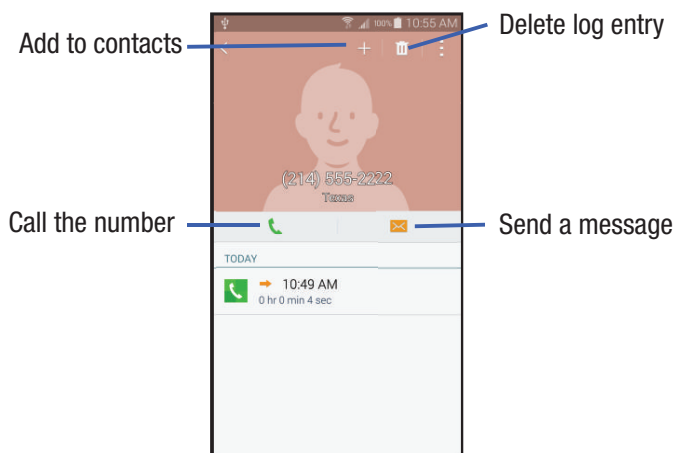 100% 10:55 AM
Add to contacts
Delete log entry
(214) 555-2222
Texas
Call the number
Send a message
TODAY
10:49 AM
0 hr 0 min 4 sec